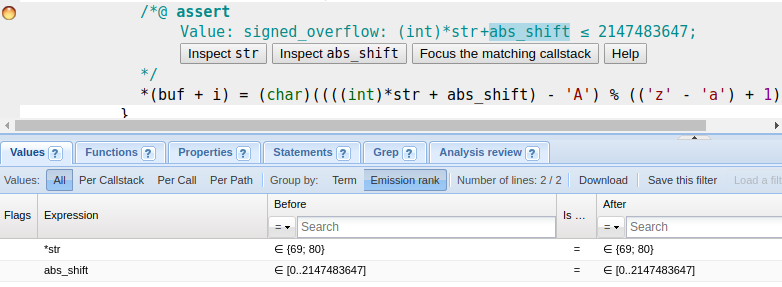 /*@ assert
Value: signed_overflow: (int)*str+abs_shift ≤ 2147483647;
Inspect str Inspect abs_shift Focus the matching callstack Help
*/
*(buf + i) = (char)((((int)*str + abs_shift) - 'A') % (('z' - 'a') + 1)
}
Values ? Functions ? Properties ? Statements ? Grep ? Analysis review ?
Values: All Per Callstack Per Call Per Path Group by: Term Emission rank Number of lines: 2 / 2 Download Save this filter Load a filt
Flags Expression Before Is ... After
= Search = Search
*str ∈ {69; 80} = ∈ {69; 80}
abs_shift ∈ [0..2147483647] = ∈ [0..2147483647]